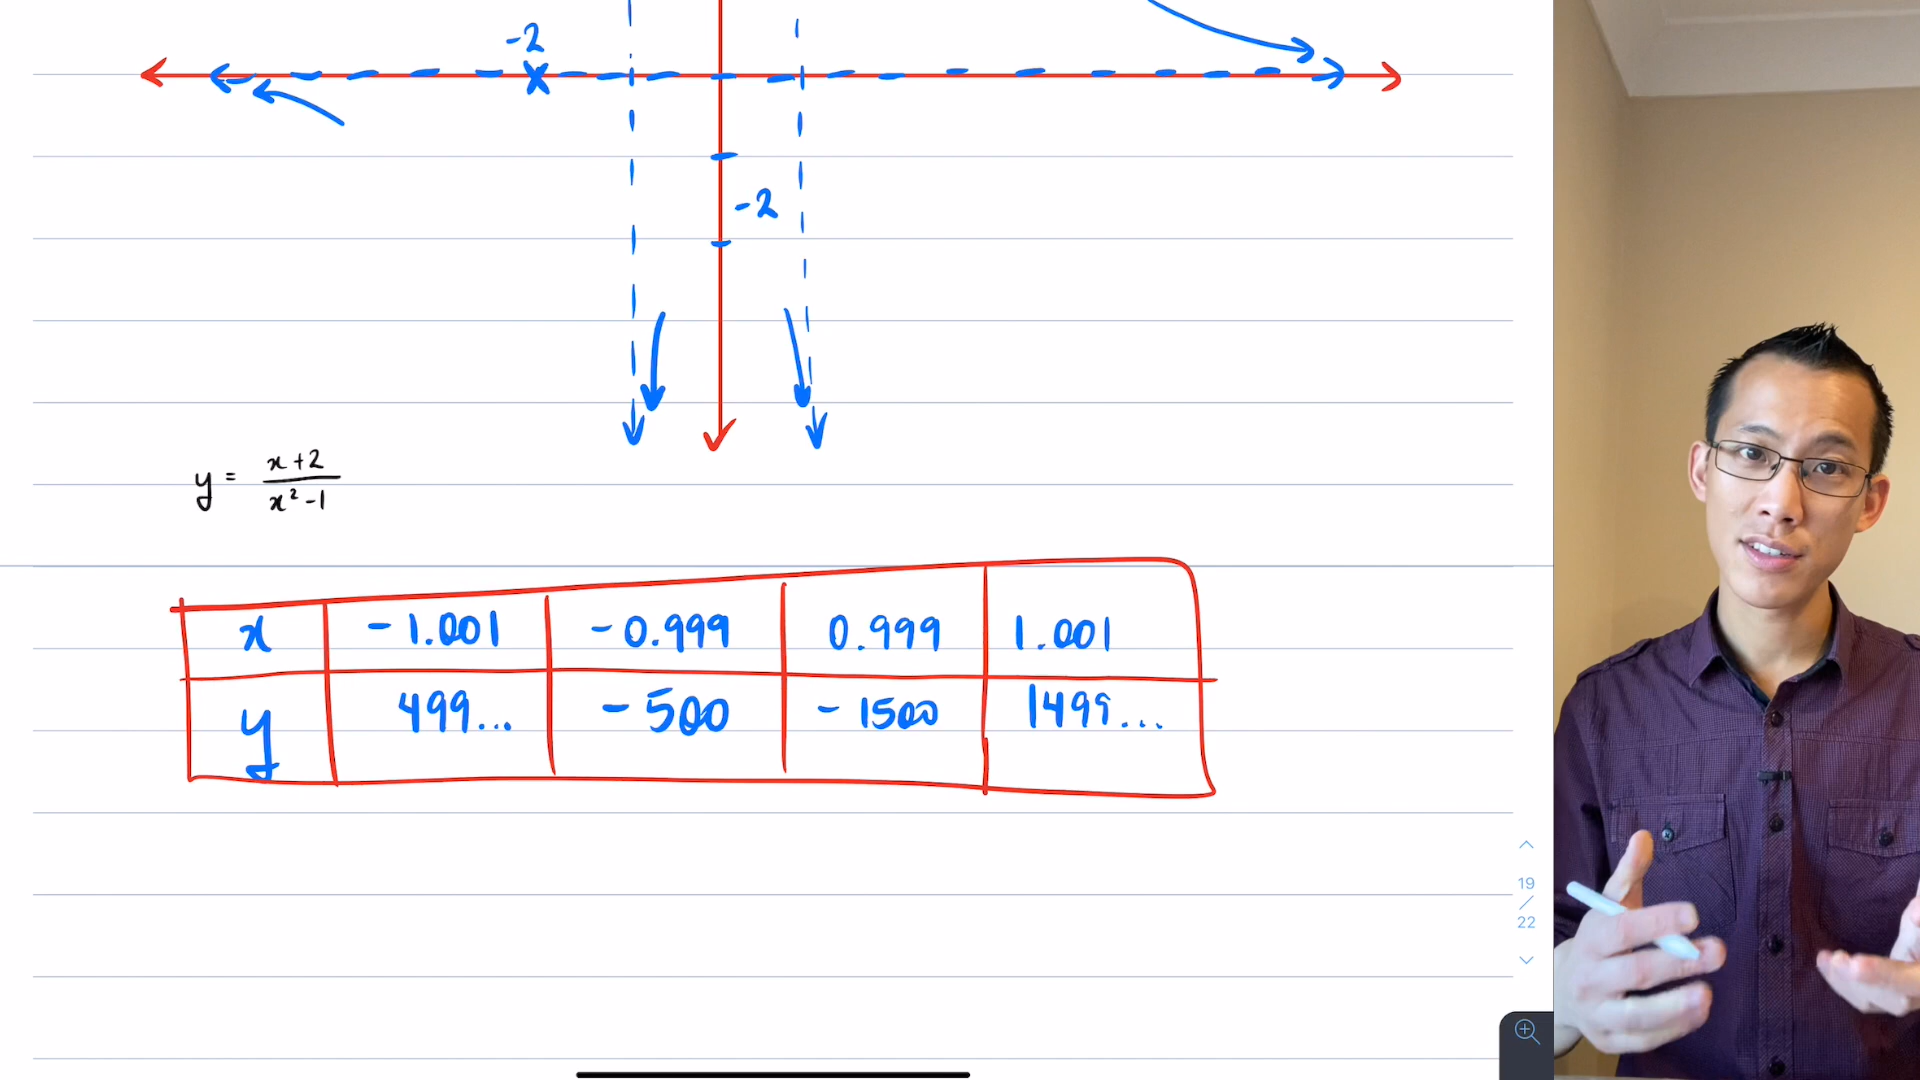 -2
-2
y = x+2 / x²-1
x -1.001 -0.999 0.999 1.001
y 499... -500 -1500 1499...
19
/
22